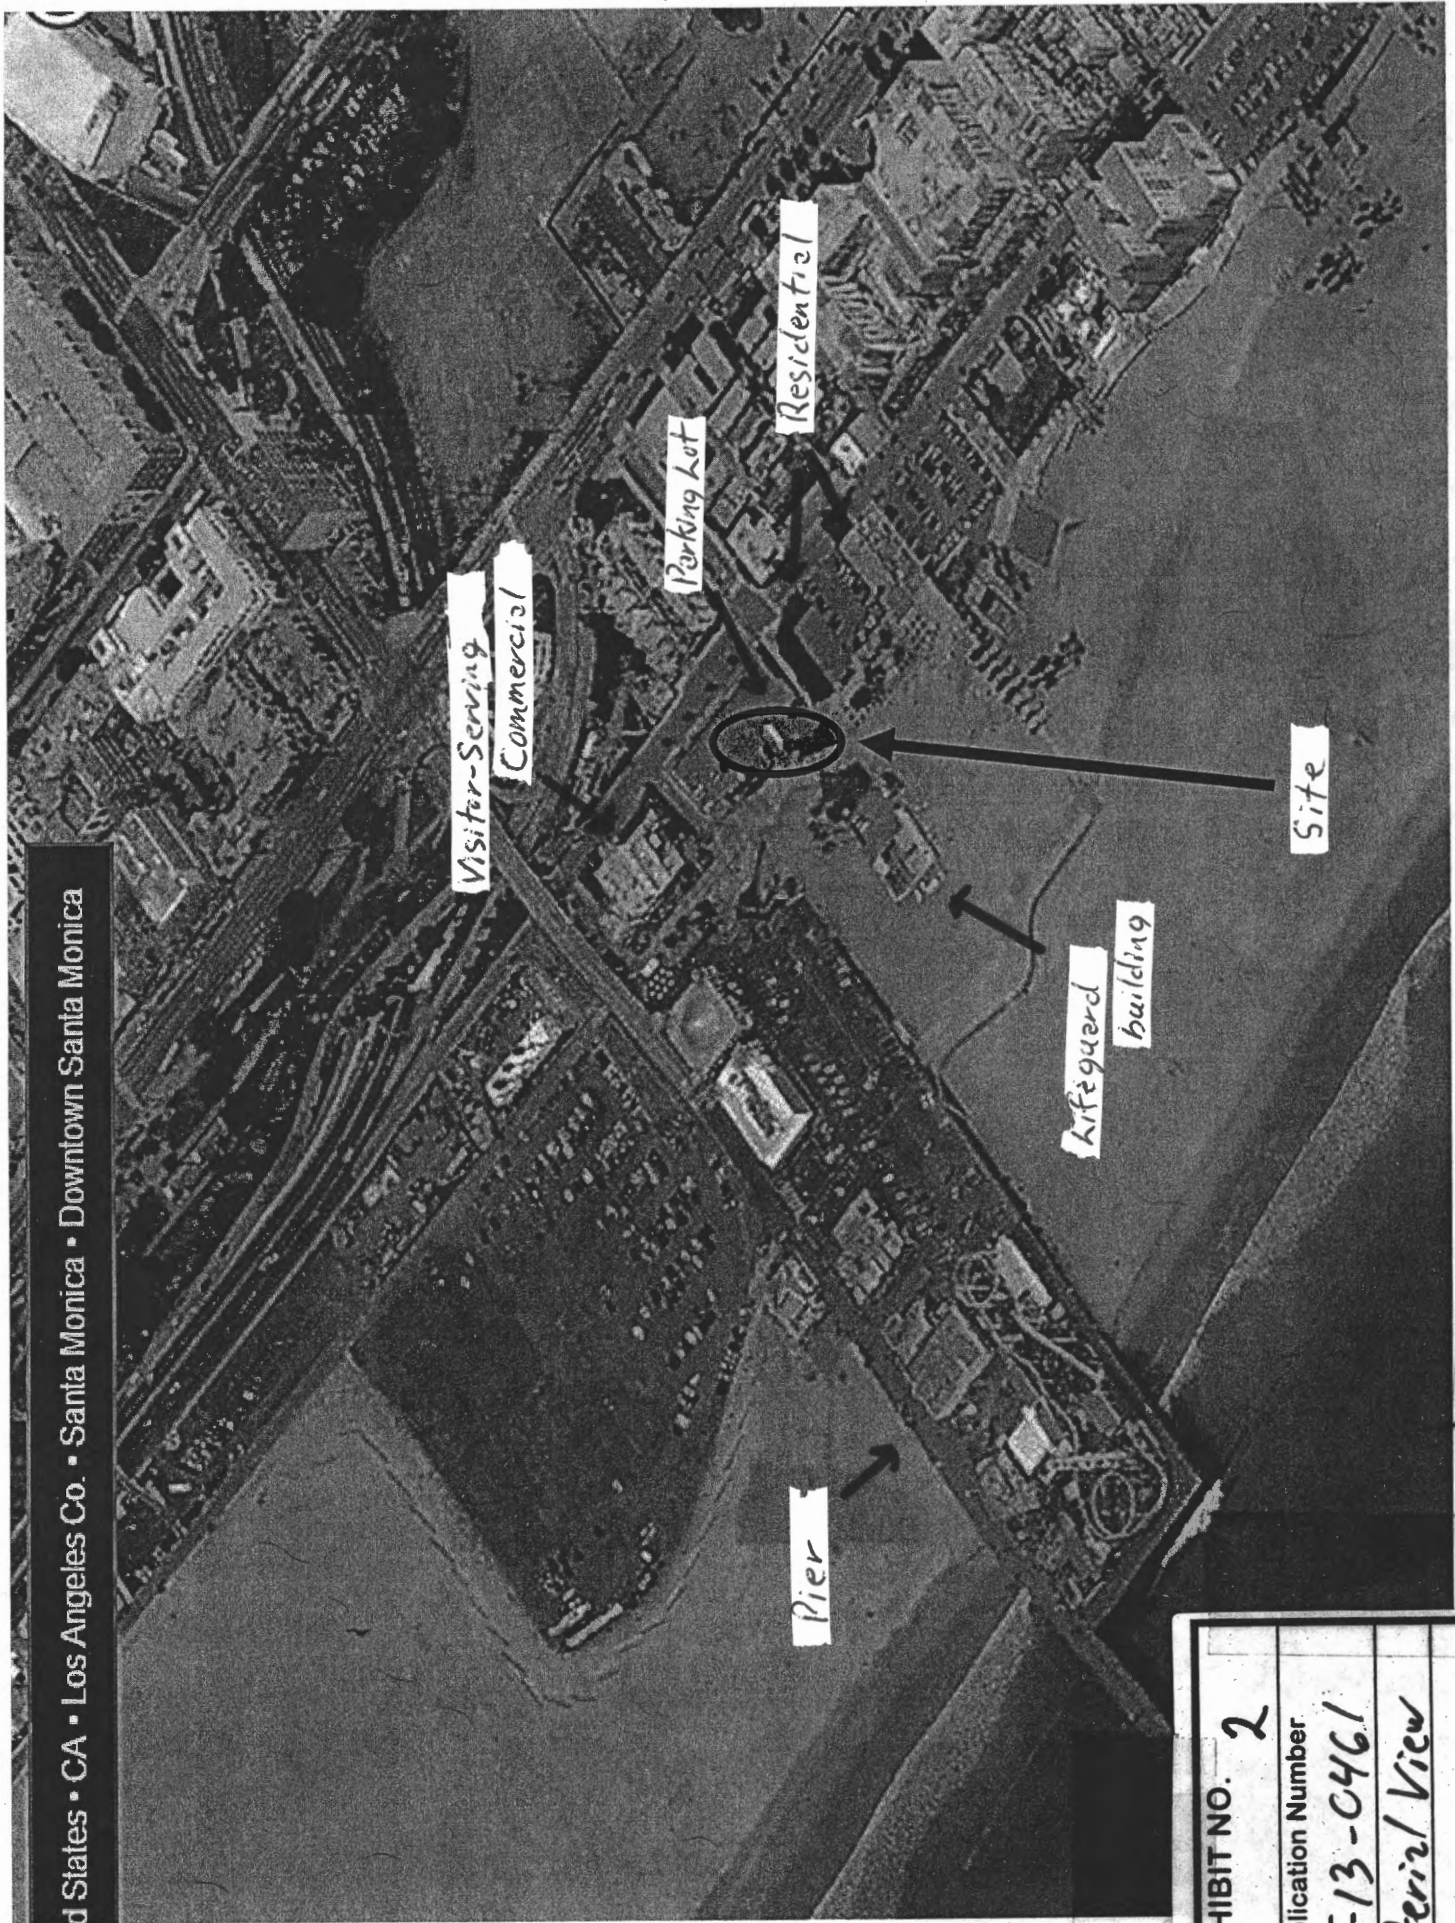 d States • CA • Los Angeles Co. • Santa Monica • Downtown Santa Monica
Visitor-Serving
Commercial
Parking Lot
Residential
Site
Lifeguard
building
Pier
HIBIT NO. 2
lication Number
-13-0461
erial View